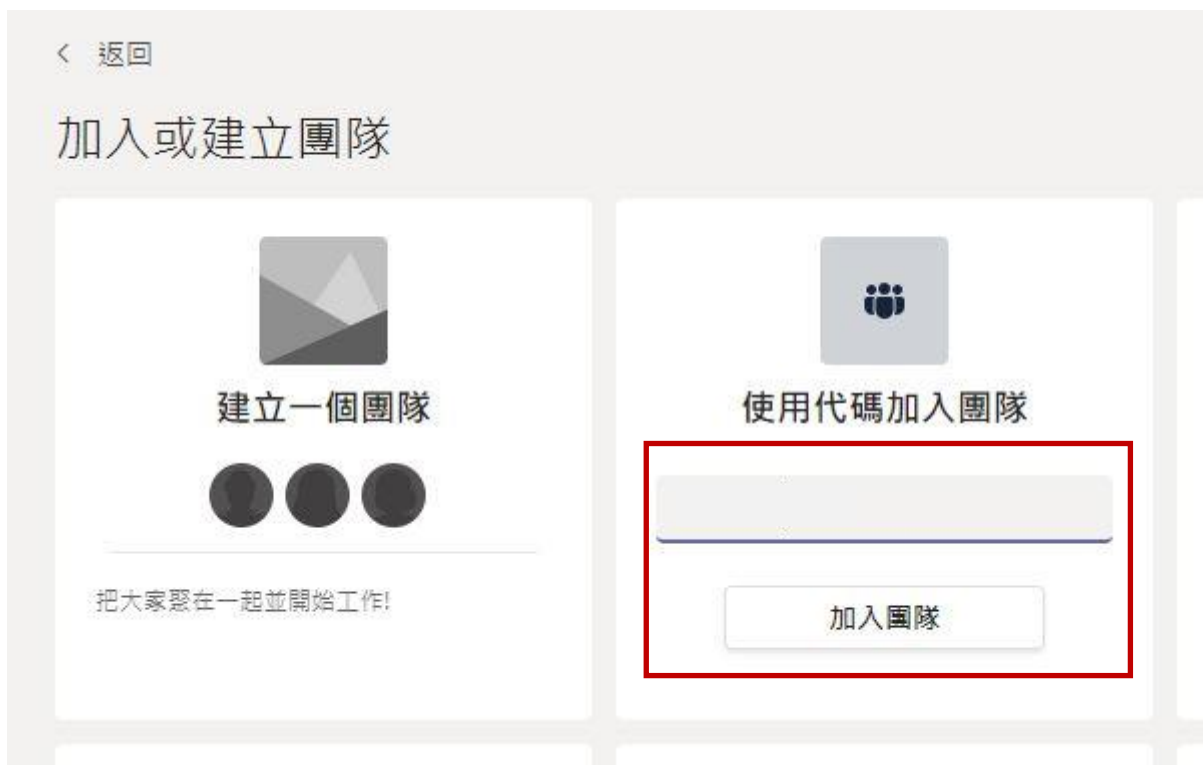 < 返回
加入或建立團隊
建立一個團隊
把大家聚在一起並開始工作!
使用代碼加入團隊
加入團隊